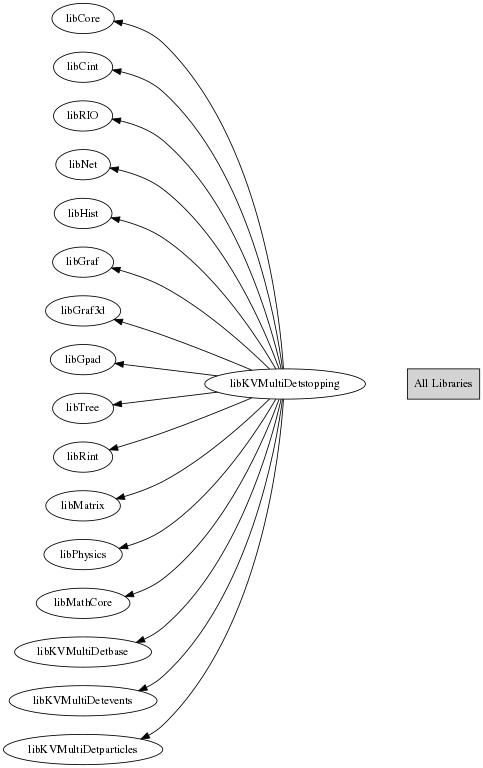 libCore
libCint
libRIO
libNet
libHist
libGraf
libGraf3d
libGpad
libKVMultiDetstopping
All Libraries
libTree
libRint
libMatrix
libPhysics
libMathCore
libKVMultiDetbase
libKVMultiDetevents
libKVMultiDetparticles